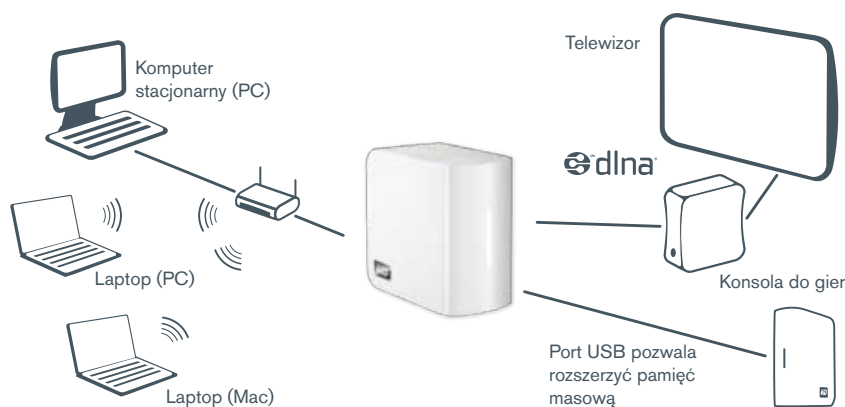 Komputer
stacjonarny (PC)
Telewizor
dlna
Laptop (PC)
Konsola do gier
Port USB pozwala
rozszerzyć pamięć
masową
Laptop (Mac)